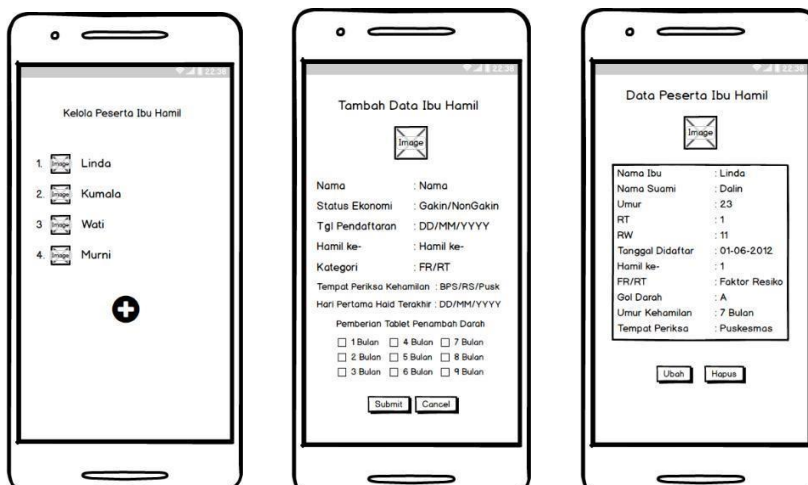 22:38
Kelola Peserta Ibu Hamil
1. Image Linda
2. Image Kumala
3 Image Wati
4. Image Murni
22:38
Tambah Data Ibu Hamil
Image
Nama : Nama
Status Ekonomi : Gakin/NonGakin
Tgl Pendaftaran : DD/MM/YYYY
Hamil ke- : Hamil ke-
Kategori : FR/RT
Tempat Periksa Kehamilan : BPS/RS/Pusk
Hari Pertama Haid Terakhir : DD/MM/YYYY
Pemberian Tablet Penambah Darah
1 Bulan 4 Bulan 7 Bulan
2 Bulan 5 Bulan 8 Bulan
3 Bulan 6 Bulan 9 Bulan
Submit Cancel
22:38
Data Peserta Ibu Hamil
Image
Nama Ibu : Linda
Nama Suami : Dalin
Umur : 23
RT : 1
RW : 11
Tanggal Didaftar : 01-06-2012
Hamil ke- : 1
FR/RT : Faktor Resiko
Gol Darah : A
Umur Kehamilan : 7 Bulan
Tempat Periksa : Puskesmas
Ubah Hapus